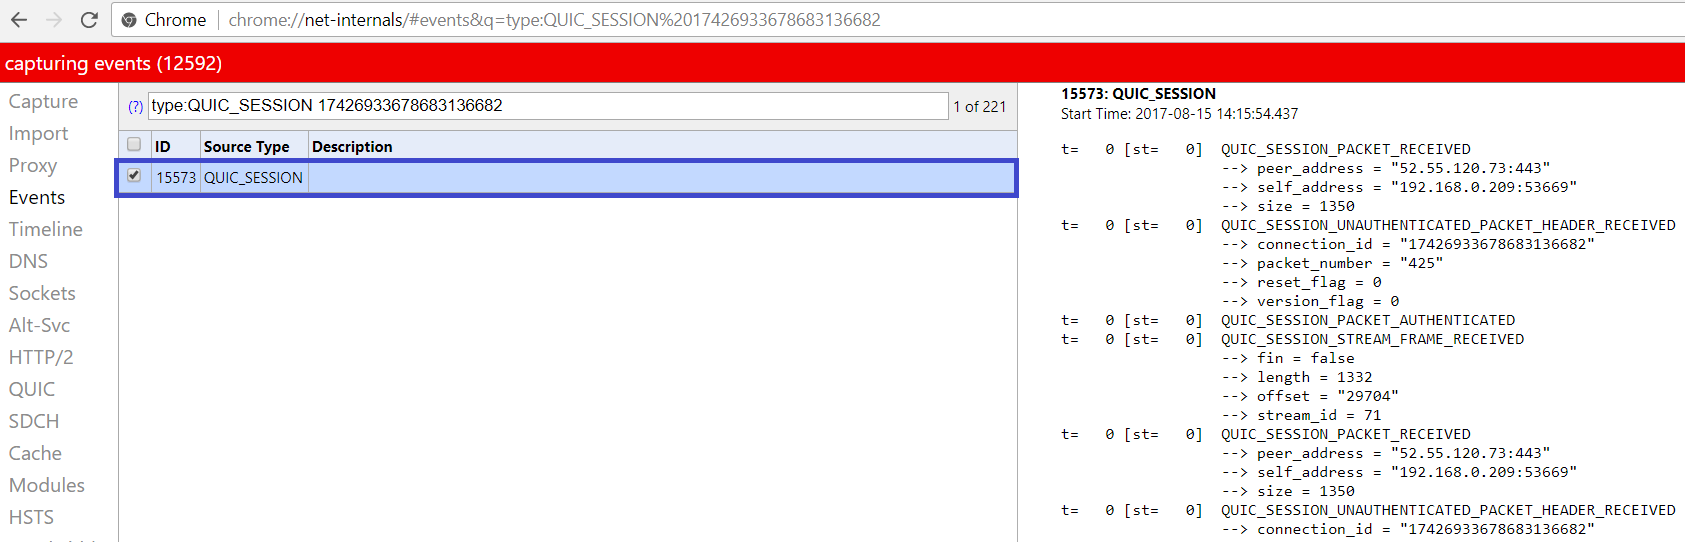 Chrome chrome://net-internals/#events&q=type:QUIC_SESSION%2017426933678683136682
capturing events (12592)
Capture
Import
Proxy
Events
Timeline
DNS
Sockets
Alt-Svc
HTTP/2
QUIC
SDCH
Cache
Modules
HSTS
(?) type:QUIC_SESSION 17426933678683136682 1 of 221
ID Source Type Description
15573 QUIC_SESSION
15573: QUIC_SESSION
Start Time: 2017-08-15 14:15:54.437
t= 0 [st= 0] QUIC_SESSION_PACKET_RECEIVED
--> peer_address = "52.55.120.73:443"
--> self_address = "192.168.0.209:53669"
--> size = 1350
t= 0 [st= 0] QUIC_SESSION_UNAUTHENTICATED_PACKET_HEADER_RECEIVED
--> connection_id = "17426933678683136682"
--> packet_number = "425"
--> reset_flag = 0
--> version_flag = 0
t= 0 [st= 0] QUIC_SESSION_PACKET_AUTHENTICATED
t= 0 [st= 0] QUIC_SESSION_STREAM_FRAME_RECEIVED
--> fin = false
--> length = 1332
--> offset = "29704"
--> stream_id = 71
t= 0 [st= 0] QUIC_SESSION_PACKET_RECEIVED
--> peer_address = "52.55.120.73:443"
--> self_address = "192.168.0.209:53669"
--> size = 1350
t= 0 [st= 0] QUIC_SESSION_UNAUTHENTICATED_PACKET_HEADER_RECEIVED
--> connection_id = "17426933678683136682"